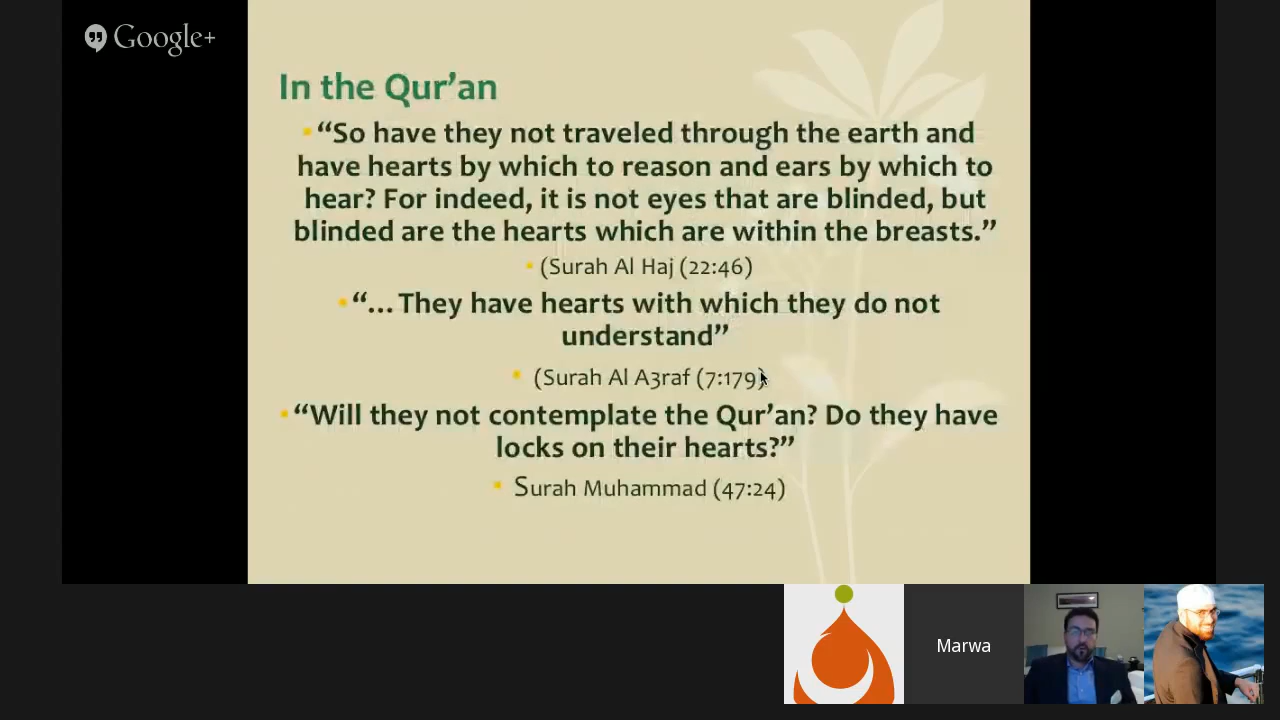 Google+
In the Qur’an
“So have they not traveled through the earth and
have hearts by which to reason and ears by which to
hear? For indeed, it is not eyes that are blinded, but
blinded are the hearts which are within the breasts.”
(Surah Al Haj (22:46)
“…They have hearts with which they do not
understand”
(Surah Al A3raf (7:179)
“Will they not contemplate the Qur’an? Do they have
locks on their hearts?”
Surah Muhammad (47:24)
Marwa